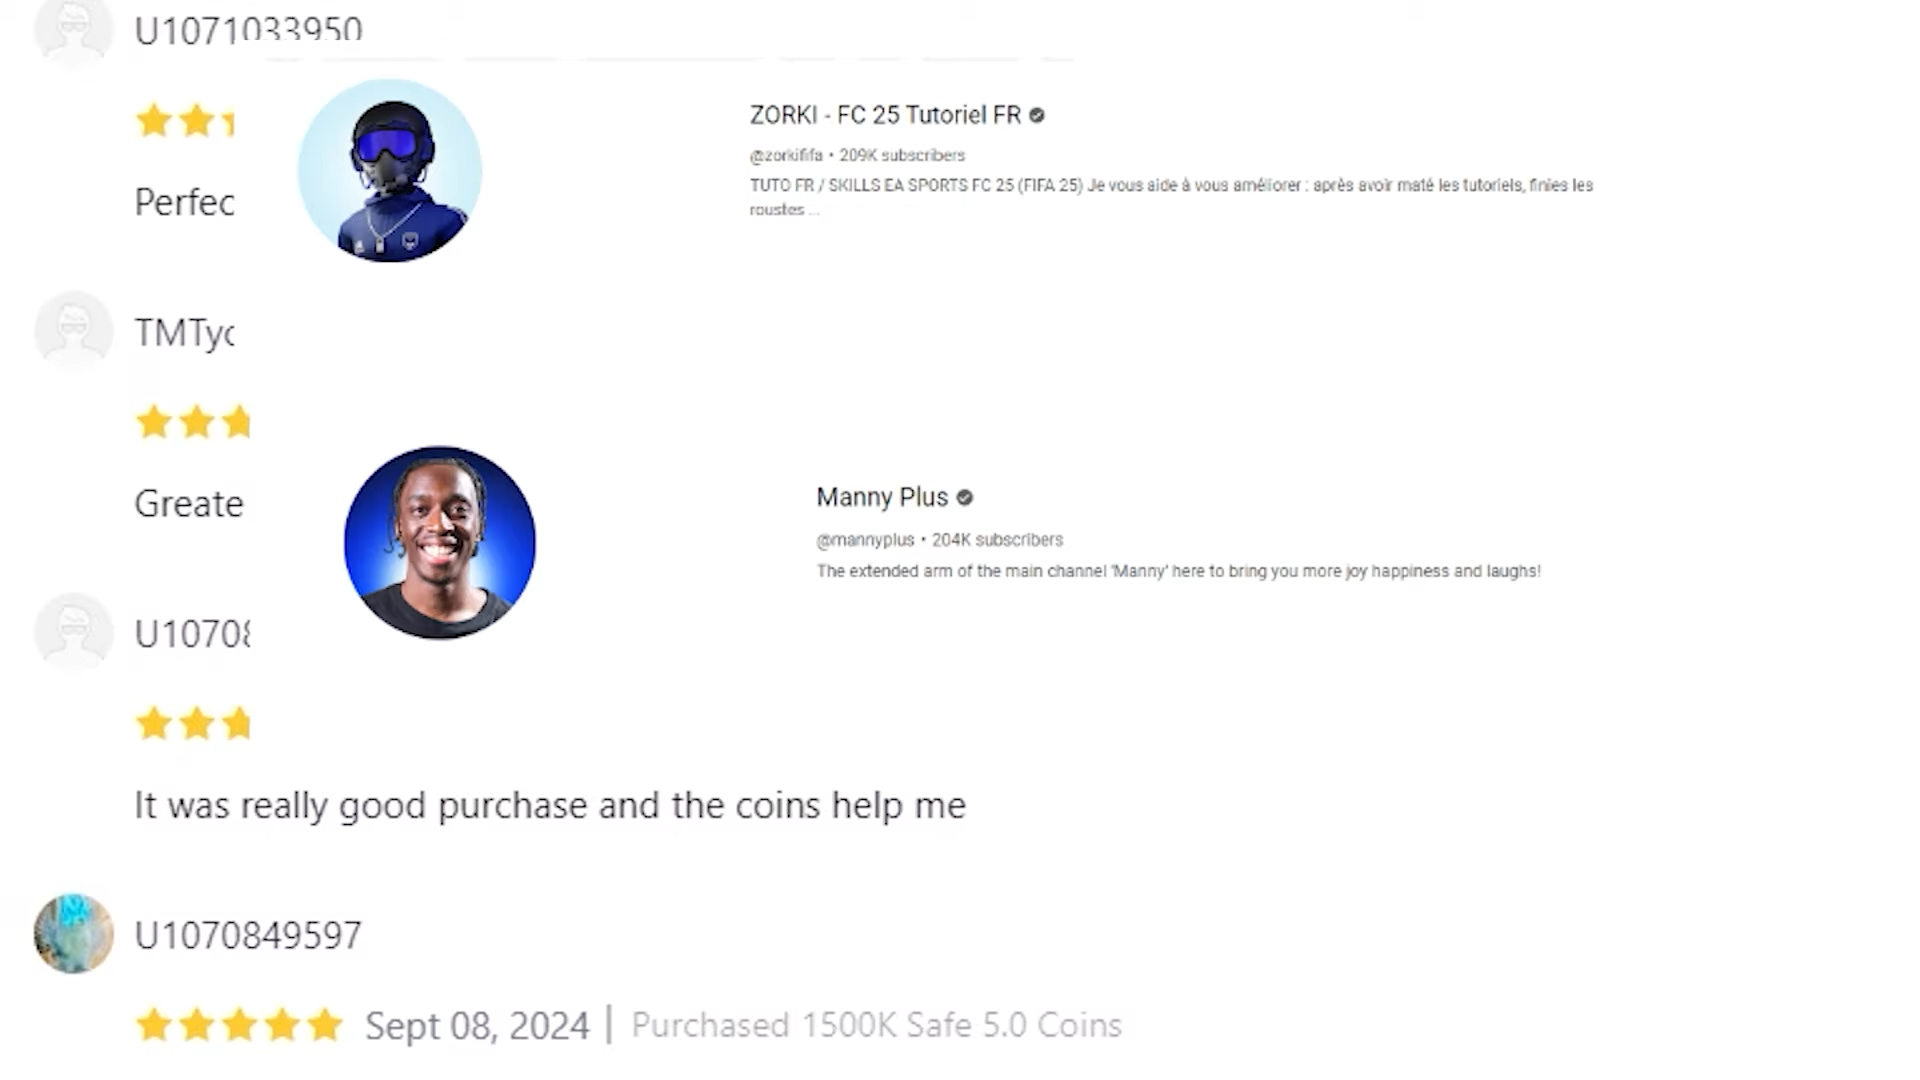 U1071033950
ZORKI - FC 25 Tutoriel FR
@zorkififa • 209K subscribers
TUTO FR / SKILLS EA SPORTS FC 25 (FIFA 25) Je vous aide à vous améliorer : après avoir maté les tutoriels, finies les
roustes ...
Perfec
TMTyc
Manny Plus
@mannyplus • 204K subscribers
The extended arm of the main channel 'Manny' here to bring you more joy happiness and laughs!
Greate
U1070
It was really good purchase and the coins help me
U1070849597
Sept 08, 2024 | Purchased 1500K Safe 5.0 Coins